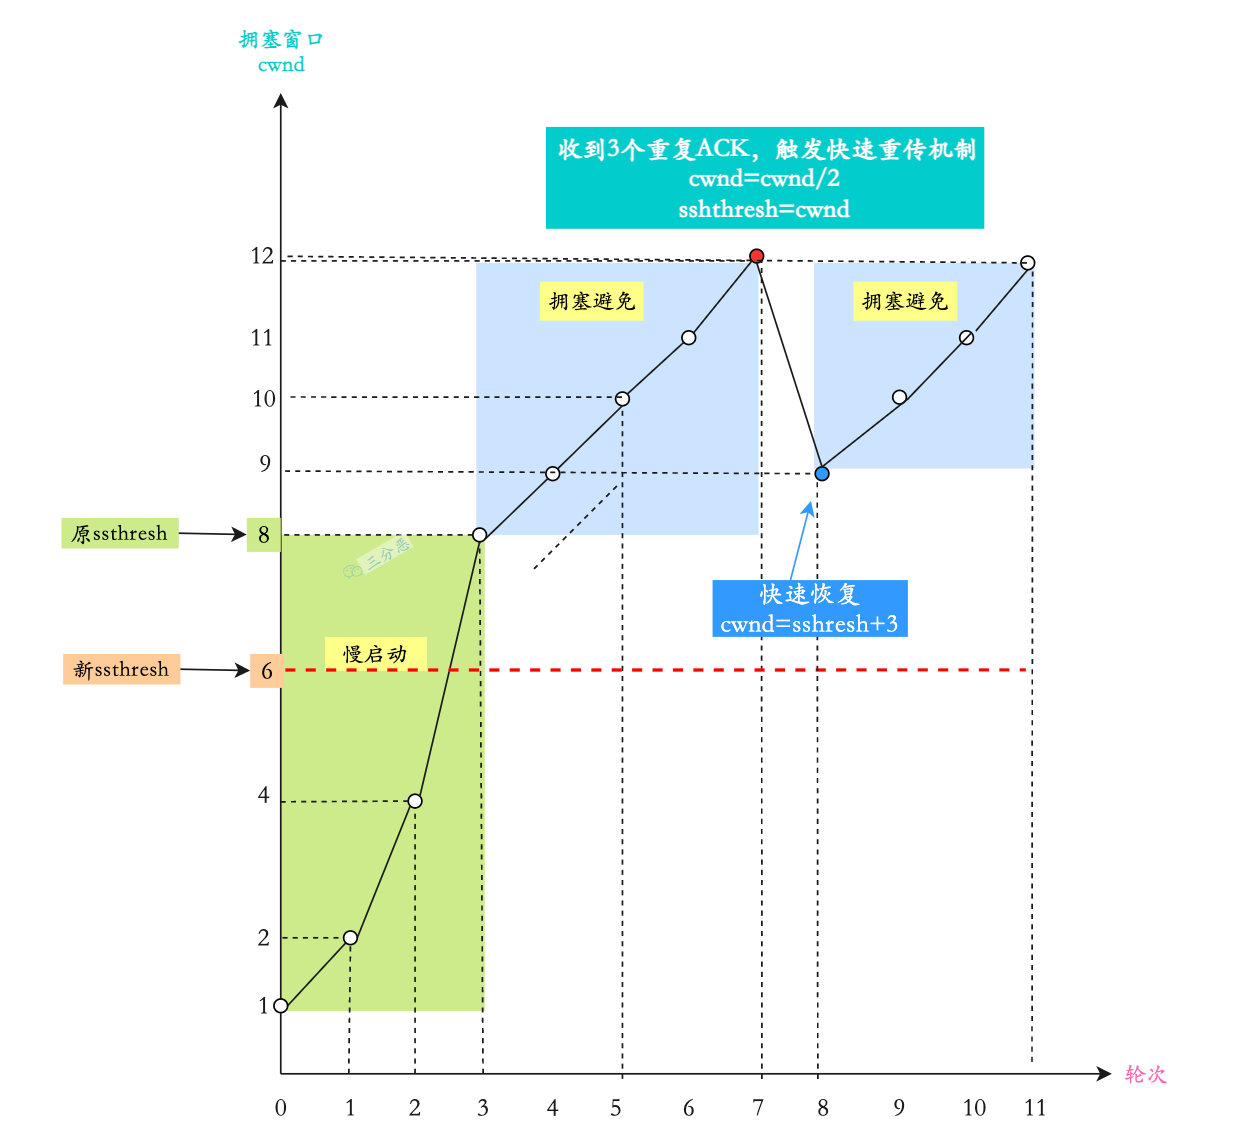 拥塞窗口
cwnd
收到3个重复ACK，触发快速重传机制
cwnd=cwnd/2
sshthresh=cwnd
12
拥塞避免
拥塞避免
11
10
9
原ssthresh
8
三分恶
快速恢复
cwnd=sshresh+3
慢启动
新ssthresh
6
4
2
1
轮次
0 1 2 3 4 5 6 7 8 9 10 11